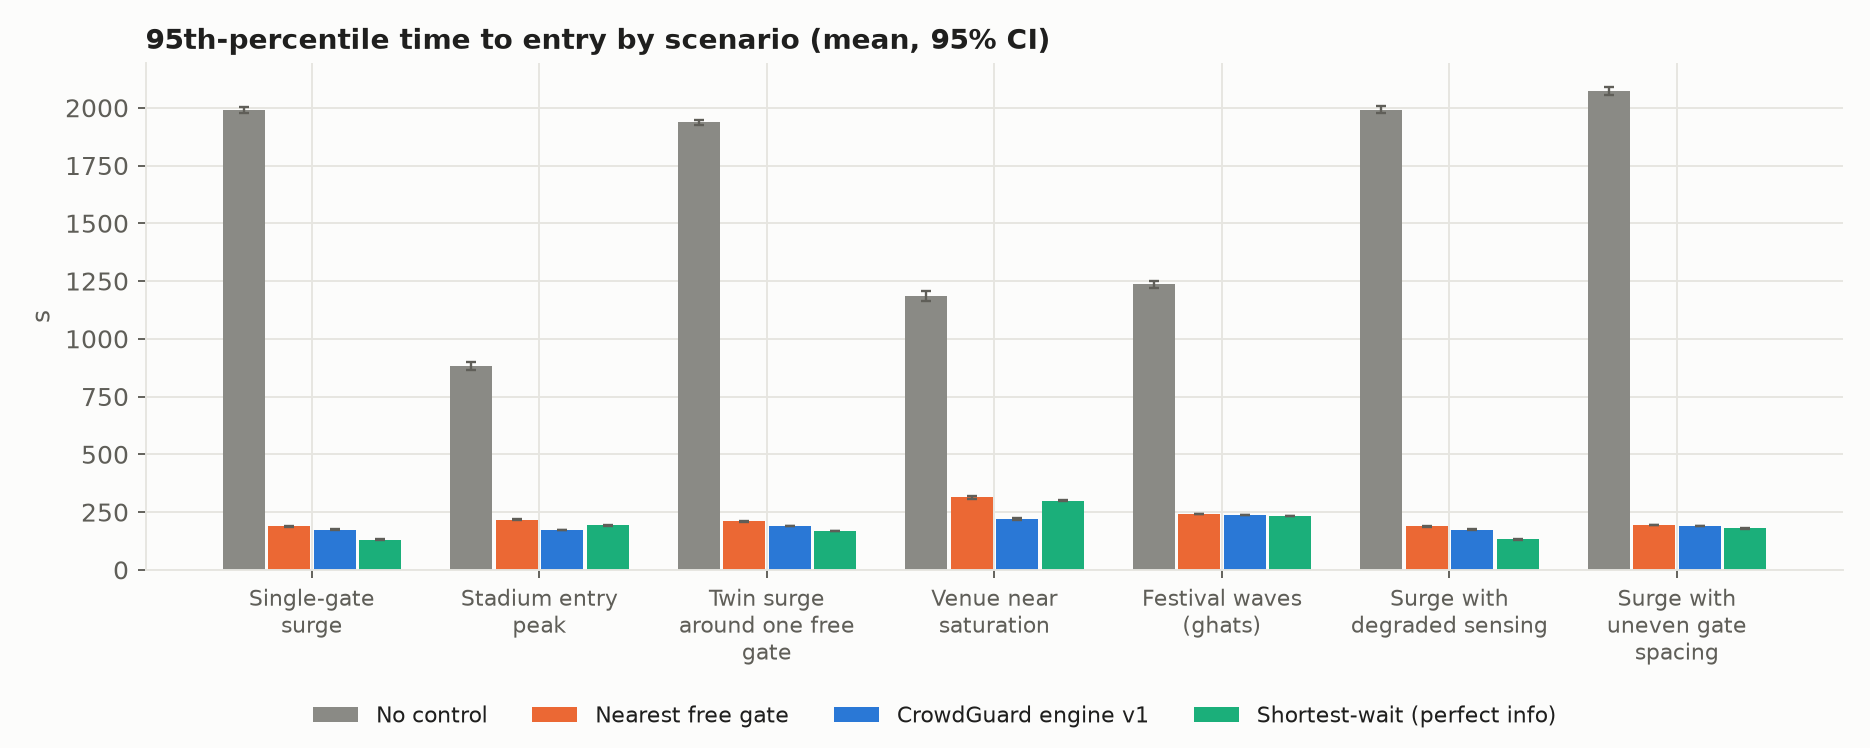 95th-percentile time to entry by scenario (mean, 95% CI)
s
2000
1750
1500
1250
1000
750
500
250
0
Single-gate
surge
Stadium entry
peak
Twin surge
around one free
gate
Venue near
saturation
Festival waves
(ghats)
Surge with
degraded sensing
Surge with
uneven gate
spacing
No control
Nearest free gate
CrowdGuard engine v1
Shortest-wait (perfect info)